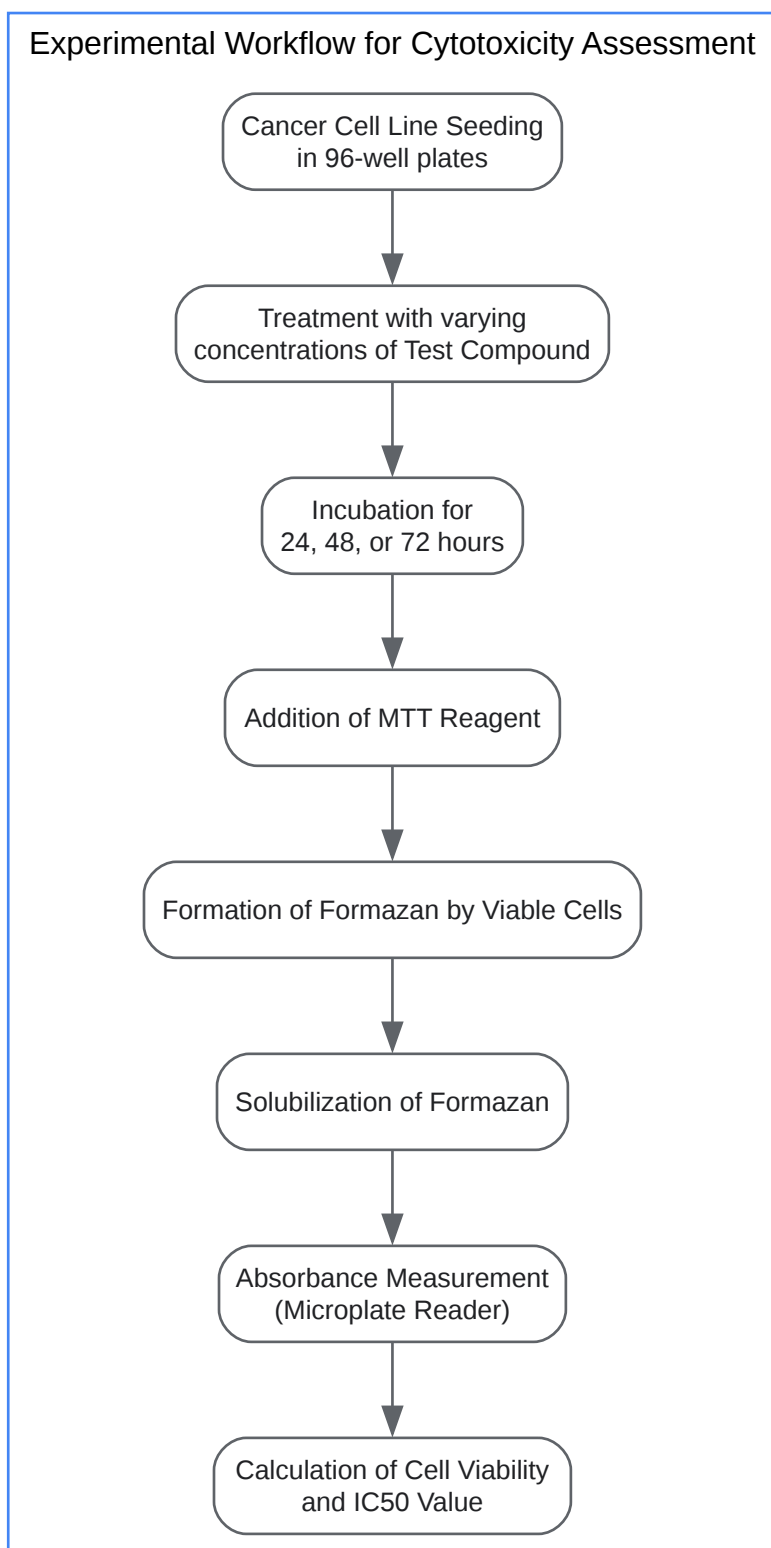 Experimental Workflow for Cytotoxicity Assessment
Cancer Cell Line Seeding
in 96-well plates
Treatment with varying
concentrations of Test Compound
Incubation for
24, 48, or 72 hours
Addition of MTT Reagent
Formation of Formazan by Viable Cells
Solubilization of Formazan
Absorbance Measurement
(Microplate Reader)
Calculation of Cell Viability
and IC50 Value